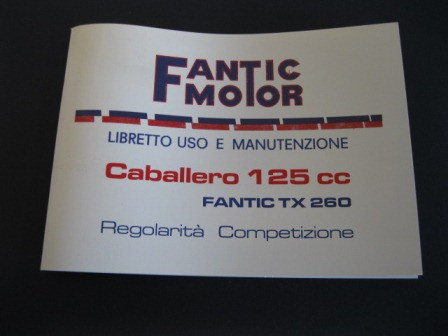 FANTIC
MOTOR
LIBRETTO USO E MANUTENZIONE
Caballero 125 cc
FANTIC TX 260
Regolarità Competizione